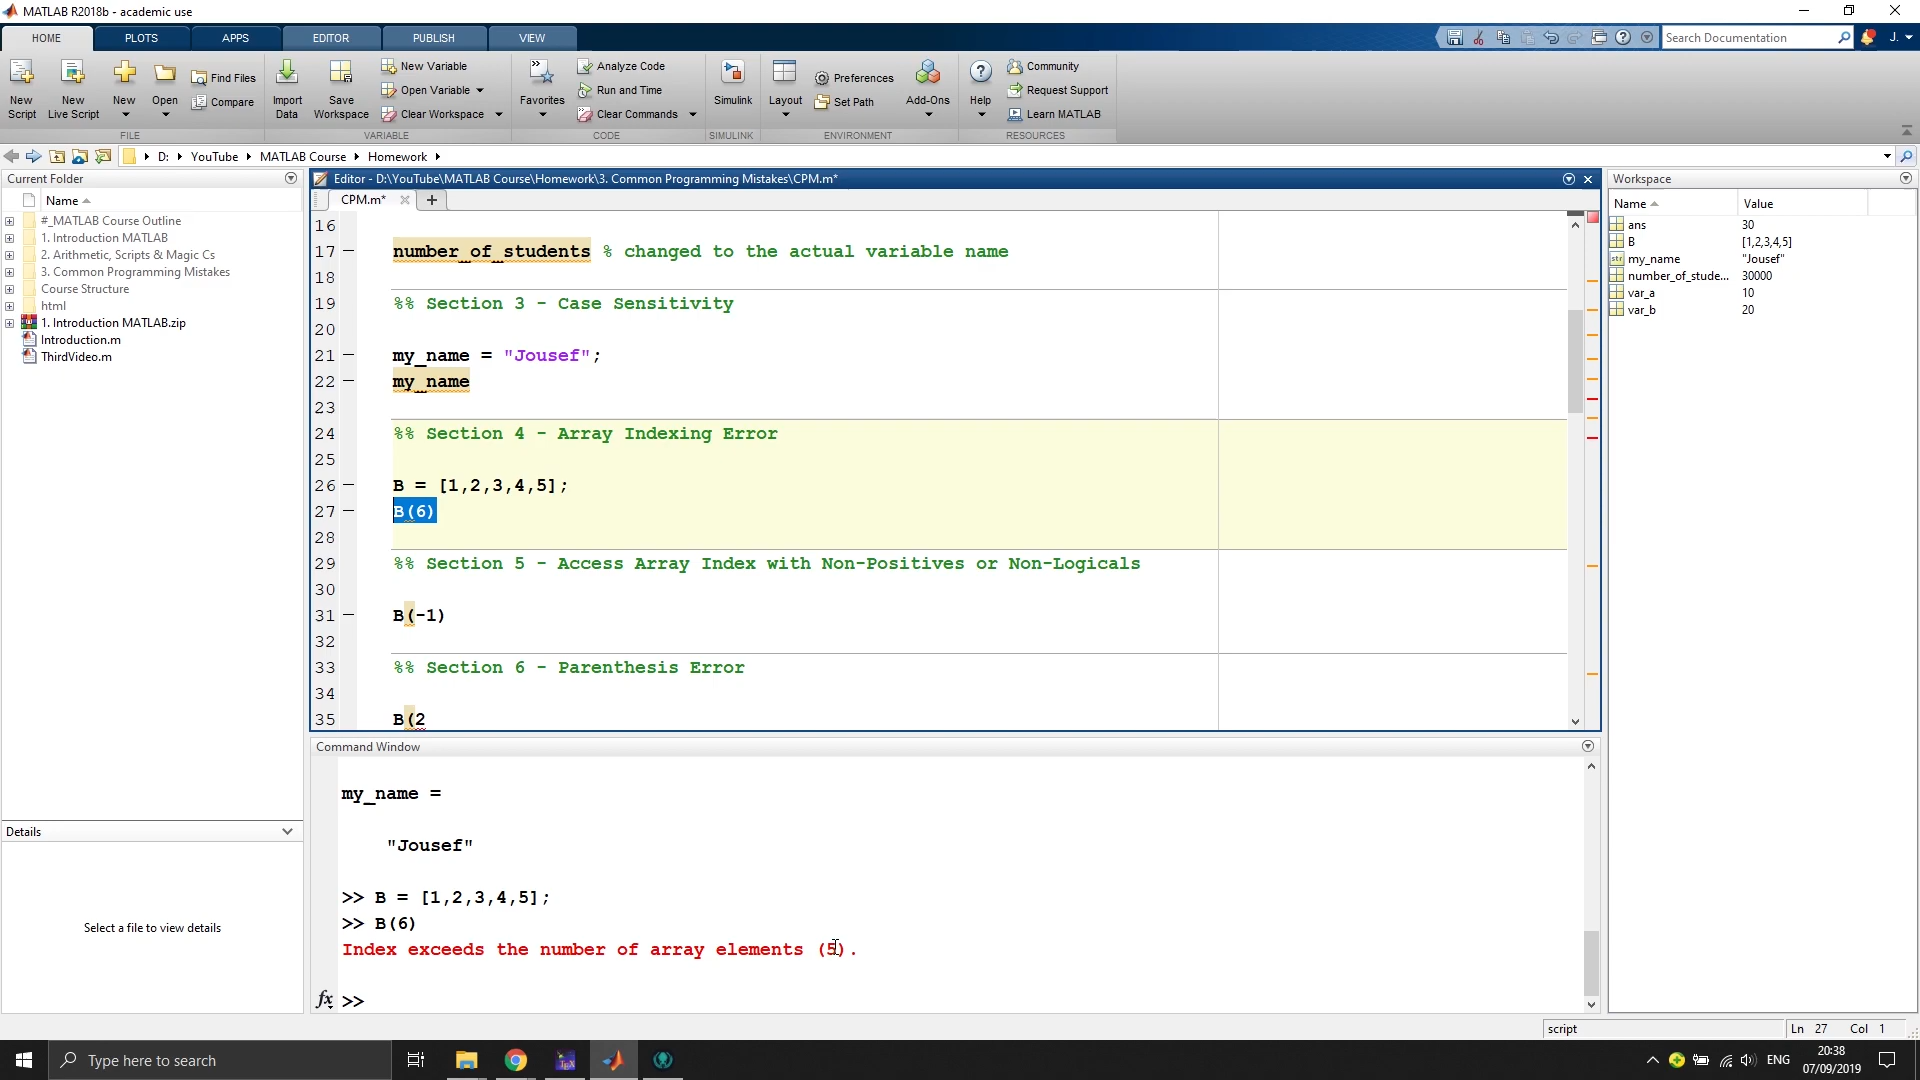 MATLAB R2018b - academic use
HOME PLOTS APPS EDITOR PUBLISH VIEW
Search Documentation J.
New Script
New Live Script
New
Open
Find Files
Compare
FILE
Import Data
Save Workspace
New Variable
Open Variable
Clear Workspace
VARIABLE
Favorites
Analyze Code
Run and Time
Clear Commands
CODE
Simulink
SIMULINK
Layout
Preferences
Set Path
Add-Ons
ENVIRONMENT
Help
Community
Request Support
Learn MATLAB
RESOURCES
D: YouTube MATLAB Course Homework
Current Folder
Name
#_MATLAB Course Outline
1. Introduction MATLAB
2. Arithmetic, Scripts & Magic Cs
3. Common Programming Mistakes
Course Structure
html
1. Introduction MATLAB.zip
Introduction.m
ThirdVideo.m
Details
Select a file to view details
Editor - D:\YouTube\MATLAB Course\Homework\3. Common Programming Mistakes\CPM.m*
CPM.m*
16
17 number_of_students % changed to the actual variable name
18
19 %% Section 3 - Case Sensitivity
20
21 my_name = "Jousef";
22 my_name
23
24 %% Section 4 - Array Indexing Error
25
26 B = [1,2,3,4,5];
27 B(6)
28
29 %% Section 5 - Access Array Index with Non-Positives or Non-Logicals
30
31 B(-1)
32
33 %% Section 6 - Parenthesis Error
34
35 B(2
Command Window
my_name =
"Jousef"
>> B = [1,2,3,4,5];
>> B(6)
Index exceeds the number of array elements (5).
fx >>
Workspace
Name Value
ans 30
B [1,2,3,4,5]
str my_name "Jousef"
number_of_stude... 30000
var_a 10
var_b 20
script Ln 27 Col 1
Type here to search
TEX
ENG
20:38
07/09/2019